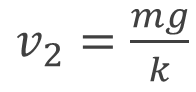 v₂ = mg/k